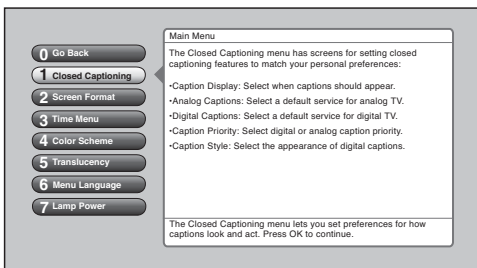 Main Menu
0 Go Back
1 Closed Captioning
2 Screen Format
3 Time Menu
4 Color Scheme
5 Translucency
6 Menu Language
7 Lamp Power
The Closed Captioning menu has screens for setting closed
captioning features to match your personal preferences:
•Caption Display: Select when captions should appear.
•Analog Captions: Select a default service for analog TV.
•Digital Captions: Select a default service for digital TV.
•Caption Priority: Select digital or analog caption priority.
•Caption Style: Select the appearance of digital captions.
The Closed Captioning menu lets you set preferences for how
captions look and act. Press OK to continue.